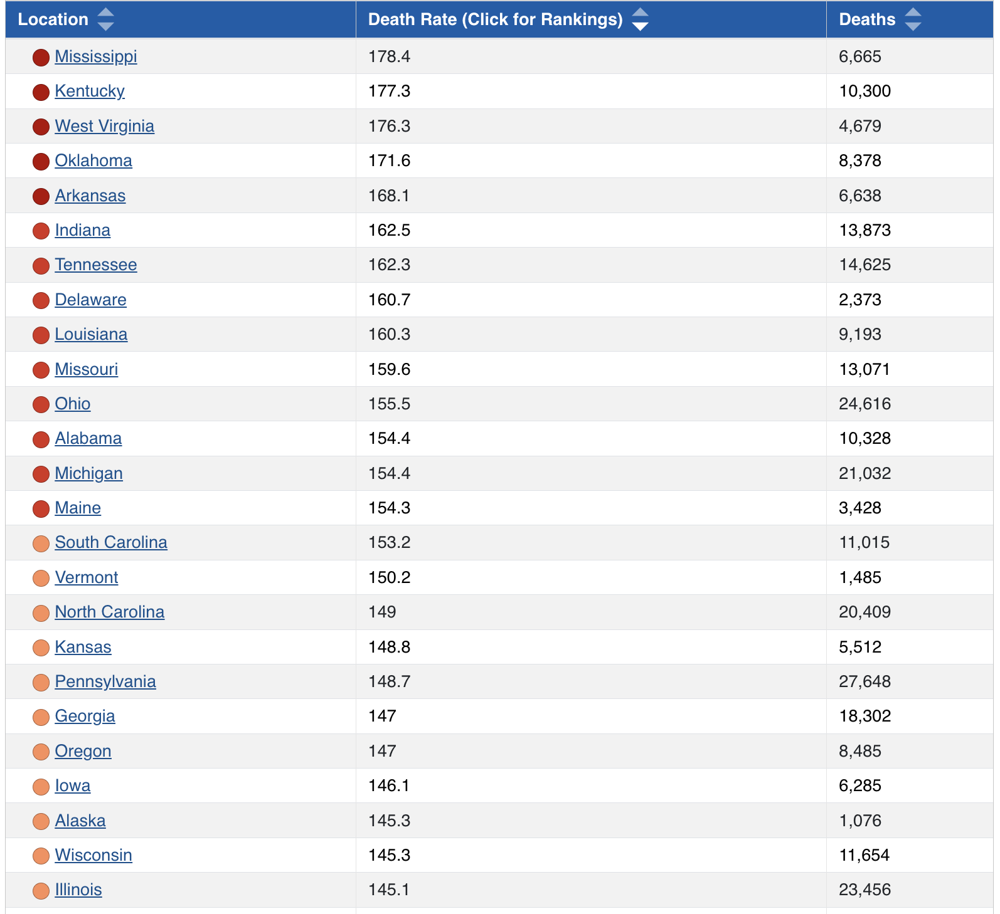 Location Death Rate (Click for Rankings) Deaths
Mississippi 178.4 6,665
Kentucky 177.3 10,300
West Virginia 176.3 4,679
Oklahoma 171.6 8,378
Arkansas 168.1 6,638
Indiana 162.5 13,873
Tennessee 162.3 14,625
Delaware 160.7 2,373
Louisiana 160.3 9,193
Missouri 159.6 13,071
Ohio 155.5 24,616
Alabama 154.4 10,328
Michigan 154.4 21,032
Maine 154.3 3,428
South Carolina 153.2 11,015
Vermont 150.2 1,485
North Carolina 149 20,409
Kansas 148.8 5,512
Pennsylvania 148.7 27,648
Georgia 147 18,302
Oregon 147 8,485
Iowa 146.1 6,285
Alaska 145.3 1,076
Wisconsin 145.3 11,654
Illinois 145.1 23,456